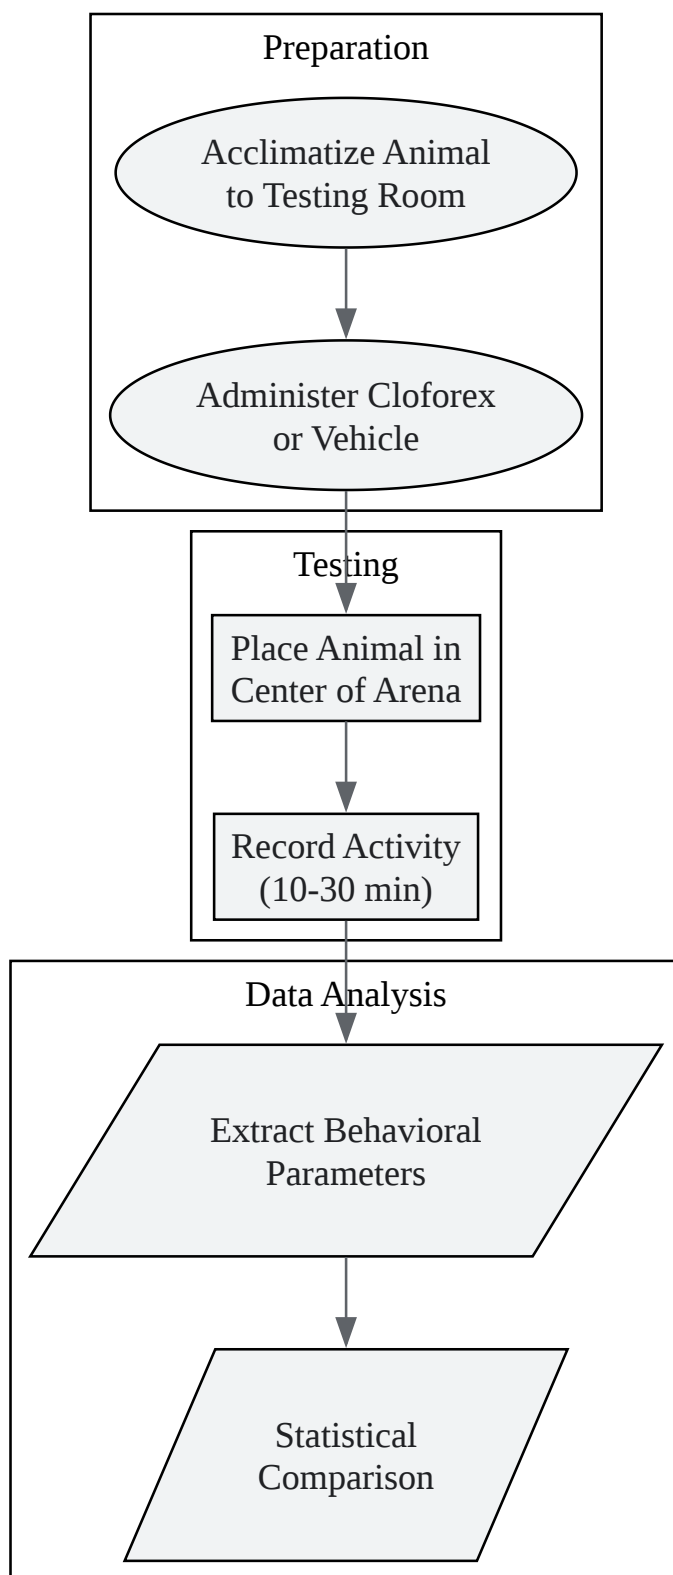 Preparation
Acclimatize Animal
to Testing Room
Administer Cloforex
or Vehicle
Testing
Place Animal in
Center of Arena
Record Activity
(10-30 min)
Data Analysis
Extract Behavioral
Parameters
Statistical
Comparison